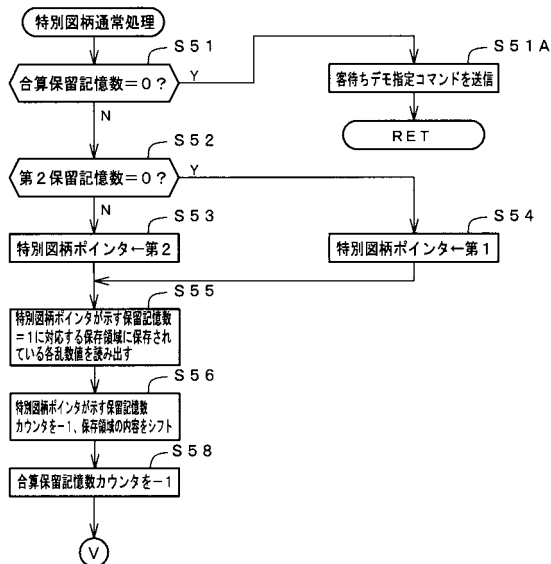 特別図柄通常処理
S51
合算保留記憶数=0?
Y
N
S51A
客待ちデモ指定コマンドを送信
RET
S52
第2保留記憶数=0?
Y
N
S53
特別図柄ポインタ←第2
S54
特別図柄ポインタ←第1
S55
特別図柄ポインタが示す保留記憶数
=1に対応する保存領域に保存され
ている各乱数値を読み出す
S56
特別図柄ポインタが示す保留記憶数
カウンタを-1、保存領域の内容をシフト
S58
合算保留記憶数カウンタを-1
V